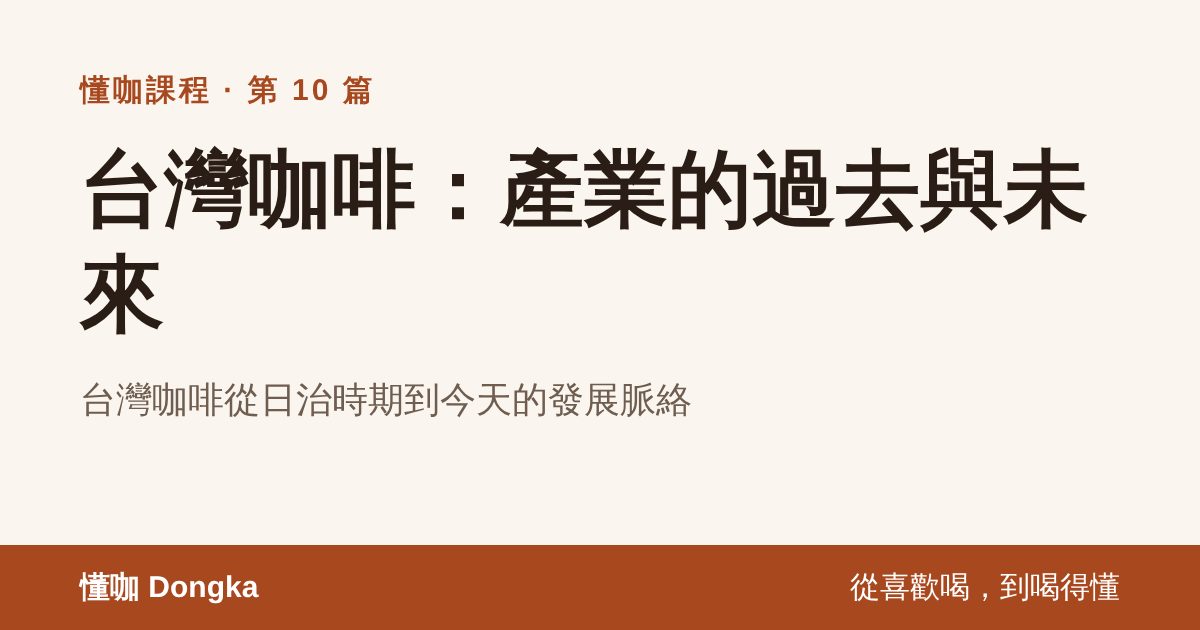 懂咖課程 · 第 10 篇
台灣咖啡：產業的過去與未
來
台灣咖啡從日治時期到今天的發展脈絡
懂咖 Dongka
從喜歡喝，到喝得懂